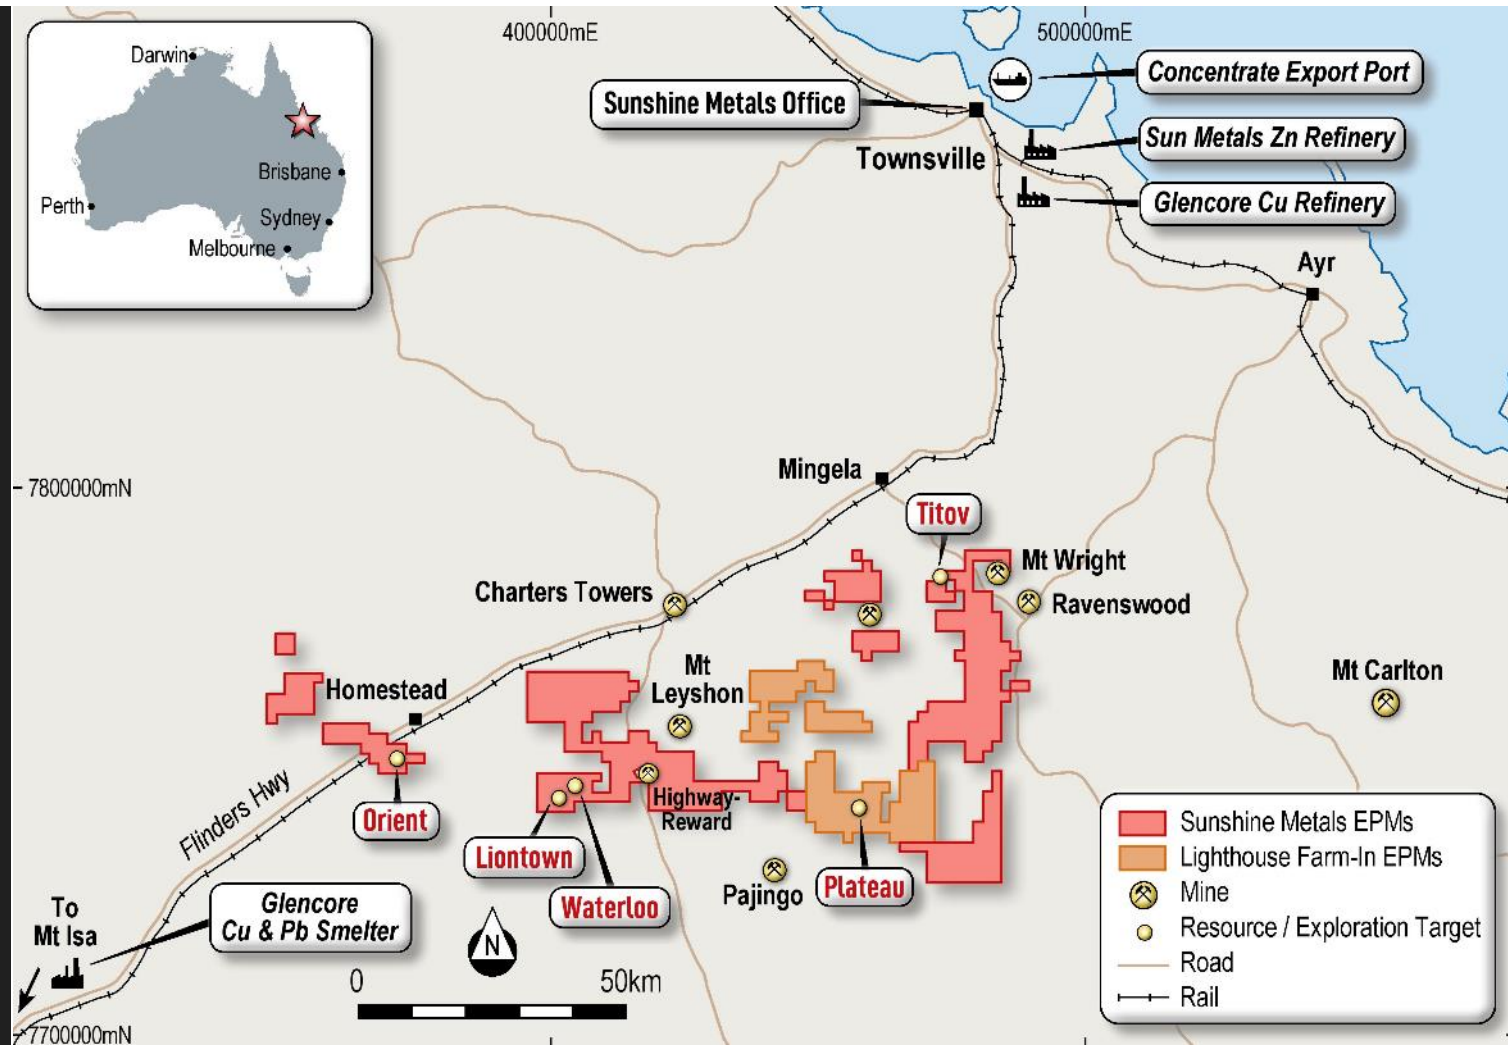 400000mE
500000mE
Darwin
Brisbane
Perth
Sydney
Melbourne
Sunshine Metals Office
Concentrate Export Port
Sun Metals Zn Refinery
Townsville
Glencore Cu Refinery
Ayr
Mingela
7800000mN
Titov
Mt Wright
Charters Towers
Ravenswood
Mt
Leyshon
Homestead
Mt Carlton
Highway-
Reward
Flinders Hwy
Orient
Liontown
Waterloo
Pajingo
Plateau
To
Mt Isa
Glencore
Cu & Pb Smelter
N
0
50km
7700000mN
Sunshine Metals EPMs
Lighthouse Farm-In EPMs
Mine
Resource / Exploration Target
Road
Rail